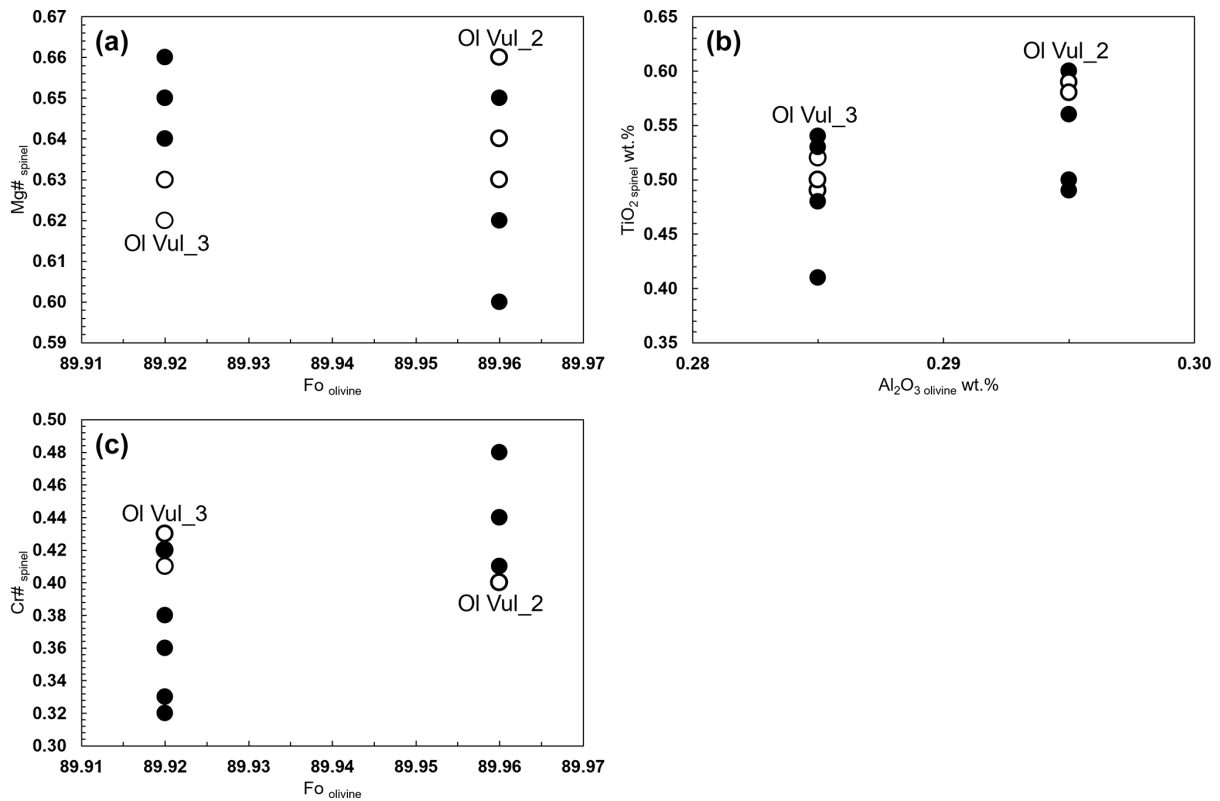 (a)
Ol Vul_2
Ol Vul_3
0.67
0.66
0.65
0.64
0.63
0.62
0.61
0.60
0.59
Mg# spinel
89.91 89.92 89.93 89.94 89.95 89.96 89.97
Fo olivine
(b)
Ol Vul_2
Ol Vul_3
0.65
0.60
0.55
0.50
0.45
0.40
0.35
TiO2 spinel wt.%
0.28 0.29 0.30
Al2O3 olivine wt.%
(c)
Ol Vul_3
Ol Vul_2
0.50
0.48
0.46
0.44
0.42
0.40
0.38
0.36
0.34
0.32
0.30
Cr# spinel
89.91 89.92 89.93 89.94 89.95 89.96 89.97
Fo olivine